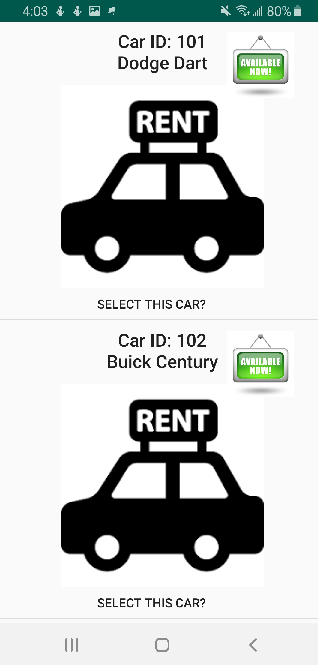 4:03
80%
Car ID: 101
Dodge Dart
AVAILABLE
NOW!
RENT
SELECT THIS CAR?
Car ID: 102
Buick Century
AVAILABLE
NOW!
RENT
SELECT THIS CAR?